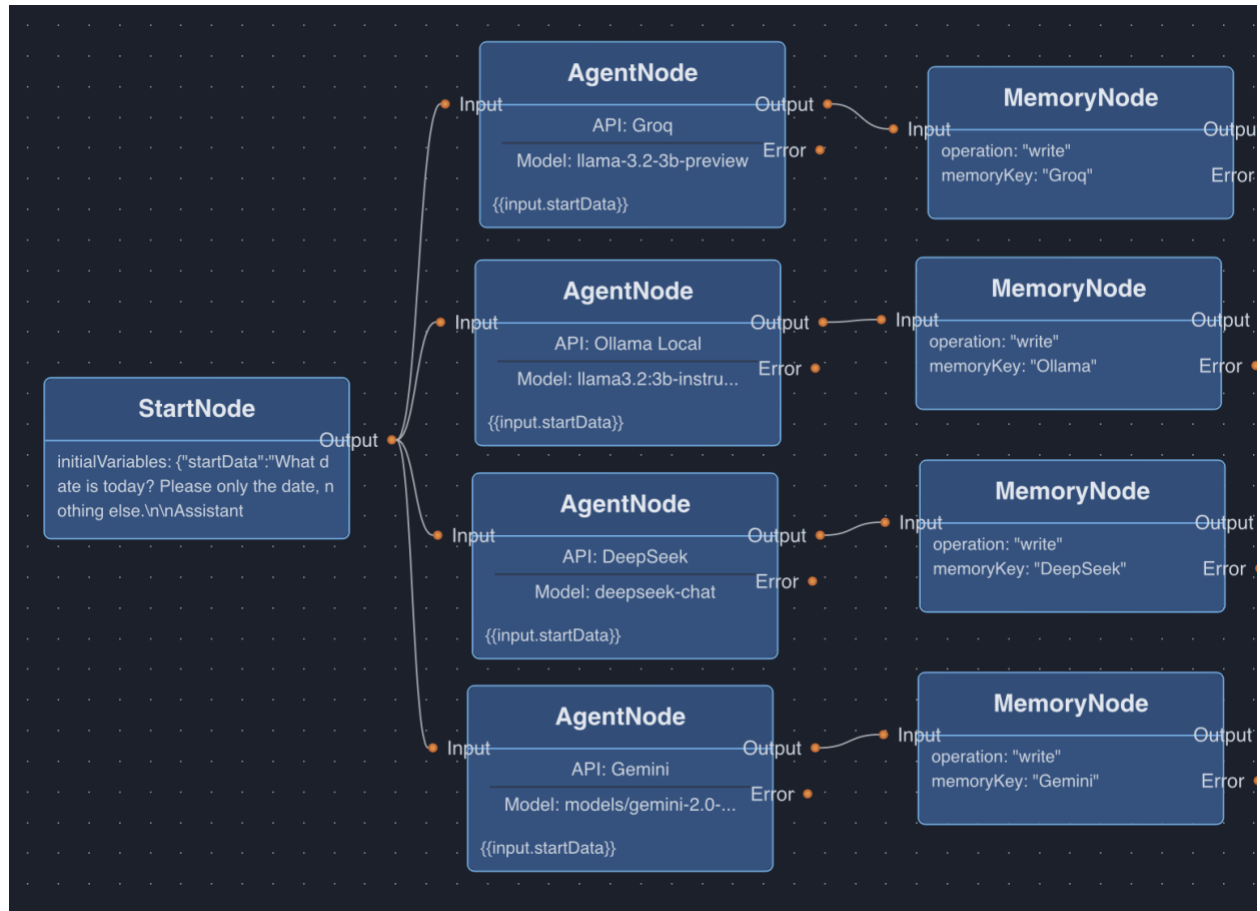 StartNode
Output
initialVariables: {"startData":"What d
ate is today? Please only the date, n
othing else.\n\nAssistant
AgentNode
Input
Output
API: Groq
Error
Model: llama-3.2-3b-preview
{{input.startData}}
MemoryNode
Input
Outpu
operation: "write"
memoryKey: "Groq"
Error
AgentNode
Input
Output
API: Ollama Local
Error
Model: llama3.2:3b-instru...
{{input.startData}}
MemoryNode
Input
Output
operation: "write"
memoryKey: "Ollama"
Error
AgentNode
Input
Output
API: DeepSeek
Error
Model: deepseek-chat
{{input.startData}}
MemoryNode
Input
Output
operation: "write"
memoryKey: "DeepSeek"
Error
AgentNode
Input
Output
API: Gemini
Error
Model: models/gemini-2.0-...
{{input.startData}}
MemoryNode
Input
Output
operation: "write"
memoryKey: "Gemini"
Error